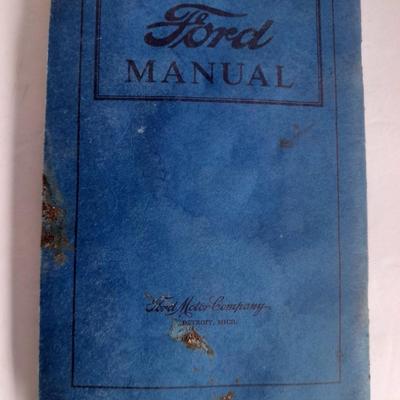 Ford
MANUAL
Ford Motor Company
DETROIT, MICH.